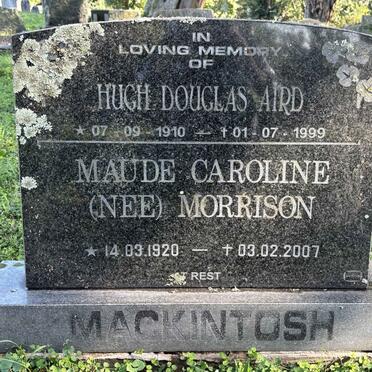 IN
LOVING MEMORY
OF
HUGH DOUGLAS AIRD
★ 07-09-1910 — ✝ 01-07-1999
MAUDE CAROLINE
(NEE) MORRISON
★ 14.03.1920 — ✝ 03.02.2007
AT REST
MACKINTOSH